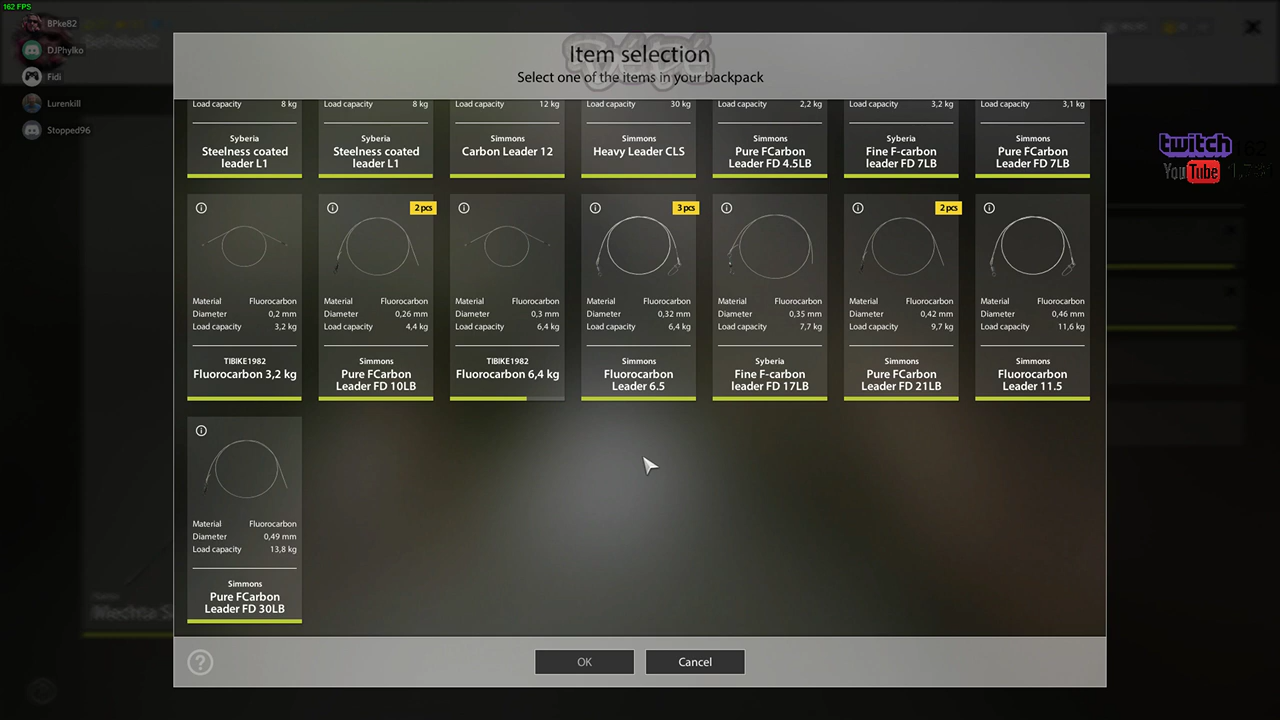 162 FPS
BPke82
DJPhylko
Fidi
Lurenkill
Stopped96
Item selection
Select one of the items in your backpack
Load capacity 8 kg
Syberia
Steelness coated
leader L1
Load capacity 8 kg
Syberia
Steelness coated
leader L1
Load capacity 12 kg
Simmons
Carbon Leader 12
Load capacity 30 kg
Simmons
Heavy Leader CLS
Load capacity 2,2 kg
Simmons
Pure FCarbon
Leader FD 4.5LB
Load capacity 3,2 kg
Syberia
Fine F-carbon
leader FD 7LB
Load capacity 3,1 kg
Simmons
Pure FCarbon
Leader FD 7LB
Material Fluorocarbon
Diameter 0,2 mm
Load capacity 3,2 kg
TIBIKE1982
Fluorocarbon 3,2 kg
2 pcs
Material Fluorocarbon
Diameter 0,26 mm
Load capacity 4,4 kg
Simmons
Pure FCarbon
Leader FD 10LB
Material Fluorocarbon
Diameter 0,3 mm
Load capacity 6,4 kg
TIBIKE1982
Fluorocarbon 6,4 kg
3 pcs
Material Fluorocarbon
Diameter 0,32 mm
Load capacity 6,4 kg
Simmons
Fluorocarbon
Leader 6.5
Material Fluorocarbon
Diameter 0,35 mm
Load capacity 7,7 kg
Syberia
Fine F-carbon
leader FD 17LB
2 pcs
Material Fluorocarbon
Diameter 0,42 mm
Load capacity 9,7 kg
Simmons
Pure FCarbon
Leader FD 21LB
Material Fluorocarbon
Diameter 0,46 mm
Load capacity 11,6 kg
Simmons
Fluorocarbon
Leader 11.5
Material Fluorocarbon
Diameter 0,49 mm
Load capacity 13,8 kg
Simmons
Pure FCarbon
Leader FD 30LB
OK
Cancel
twitch
YouTube